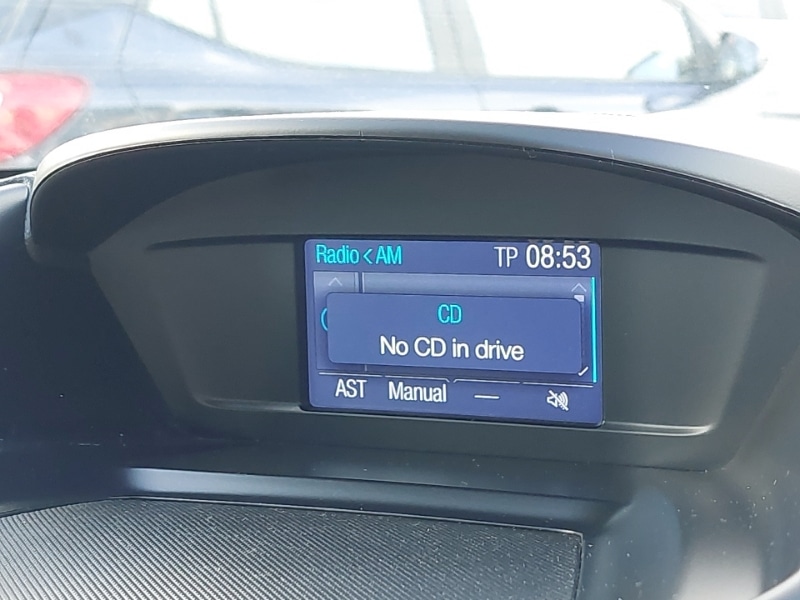 Radio < AM TP 08:53
CD
No CD in drive
AST Manual